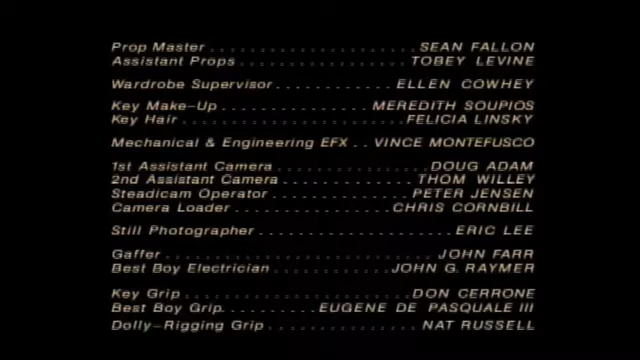 Prop Master . . . . . . . . . . . . . . . . . . . . SEAN FALLON
Assistant Props . . . . . . . . . . . . . . . . TOBEY LEVINE
Wardrobe Supervisor . . . . . . . . . . . ELLEN COWHEY
Key Make-Up . . . . . . . . . . . . . . MEREDITH SOUPIOS
Key Hair . . . . . . . . . . . . . . . . . . . . . FELICIA LINSKY
Mechanical & Engineering EFX . . VINCE MONTEFUSCO
1st Assistant Camera . . . . . . . . . . . . . . DOUG ADAM
2nd Assistant Camera . . . . . . . . . . . . THOM WILLEY
Steadicam Operator . . . . . . . . . . . . . PETER JENSEN
Camera Loader . . . . . . . . . . . . . . . CHRIS CORNBILL
Still Photographer . . . . . . . . . . . . . . . . . . ERIC LEE
Gaffer . . . . . . . . . . . . . . . . . . . . . . . . . JOHN FARR
Best Boy Electrician . . . . . . . . . . . JOHN G. RAYMER
Key Grip . . . . . . . . . . . . . . . . . . . . . DON CERRONE
Best Boy Grip . . . . . . . . . EUGENE DE PASQUALE III
Dolly-Rigging Grip . . . . . . . . . . . . . . NAT RUSSELL